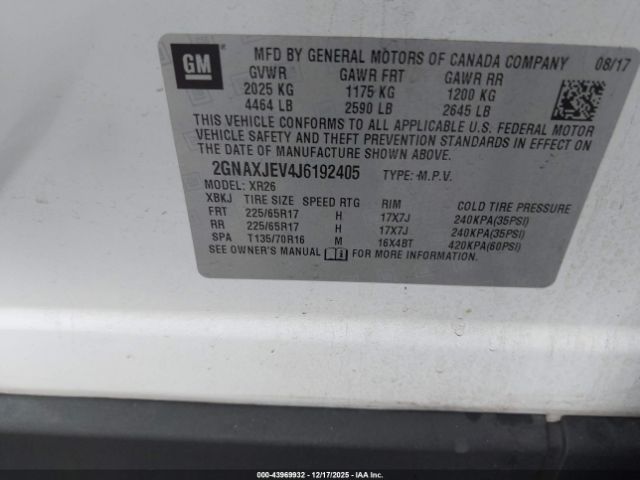 GM
MFD BY GENERAL MOTORS OF CANADA COMPANY 08/17
GVWR GAWR FRT GAWR RR
2025 KG 1175 KG 1200 KG
4464 LB 2590 LB 2645 LB
THIS VEHICLE CONFORMS TO ALL APPLICABLE U.S. FEDERAL MOTOR
VEHICLE SAFETY AND THEFT PREVENTION STANDARDS IN EFFECT ON
THE DATE OF MANUFACTURE SHOWN ABOVE.
2GNAXJEV4J6192405 TYPE: M.P.V.
MODEL: XR26
XBKJ TIRE SIZE SPEED RTG RIM COLD TIRE PRESSURE
FRT 225/65R17 H 17X7J 240KPA(35PSI)
RR 225/65R17 H 17X7J 240KPA(35PSI)
SPA T135/70R16 M 16X4BT 420KPA(60PSI)
SEE OWNER'S MANUAL FOR MORE INFORMATION.
000-43969932 - 12/17/2025 - IAAI Copart